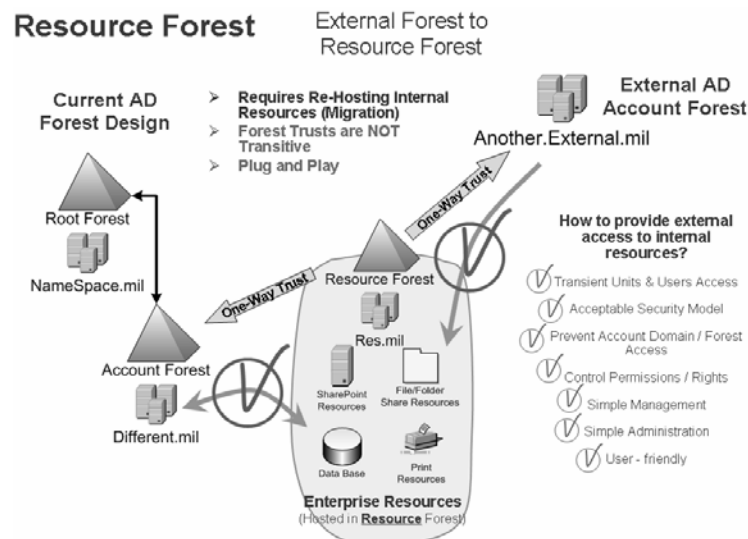 Resource Forest
External Forest to
Resource Forest
Current AD
Forest Design
➢ Requires Re-Hosting Internal
Resources (Migration)
➢ Forest Trusts are NOT
Transitive
➢ Plug and Play
External AD
Account Forest
Another.External.mil
Root Forest
NameSpace.mil
One-Way Trust
One-Way Trust
Resource Forest
Res.mil
Account Forest
Different.mil
SharePoint
Resources
File/Folder
Share Resources
Data Base
Print
Resources
Enterprise Resources
(Hosted in Resource Forest)
How to provide external
access to internal
resources?
Transient Units & Users Access
Acceptable Security Model
Prevent Account Domain / Forest
Access
Control Permissions / Rights
Simple Management
Simple Administration
User - friendly